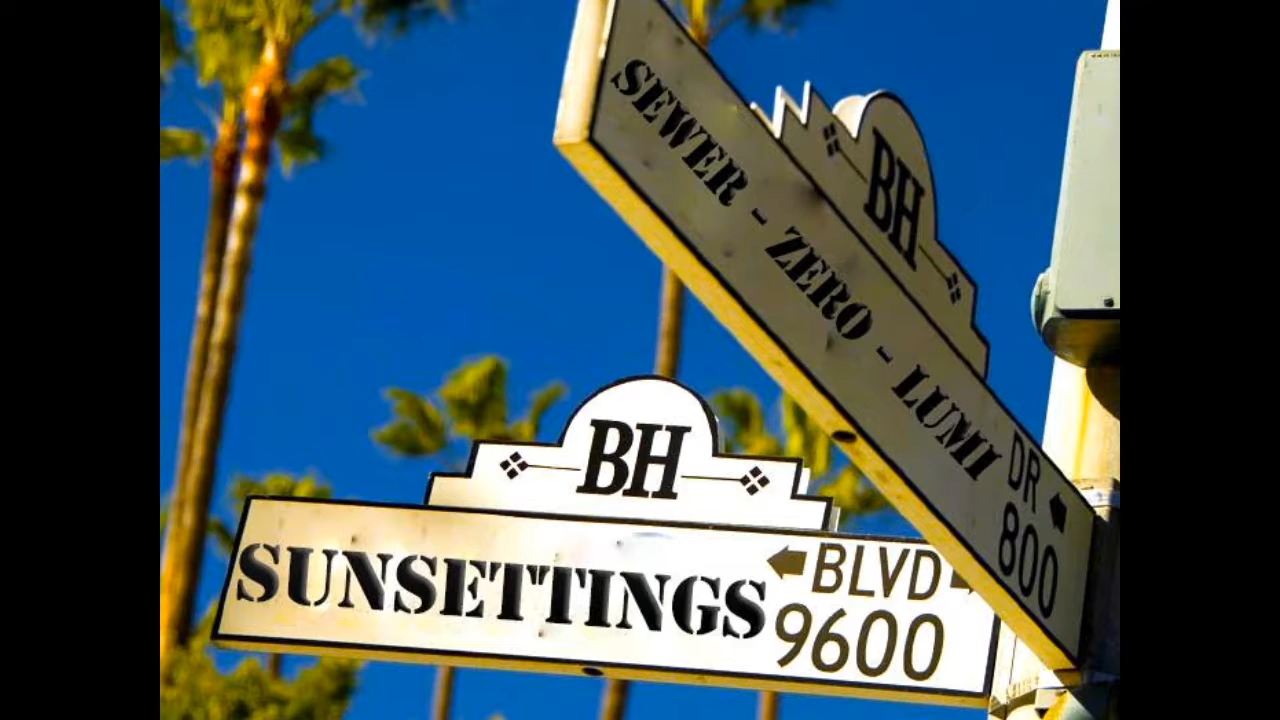 BH
SEWER - ZERO - LUMI DR
800
BH
SUNSETTINGS BLVD
9600